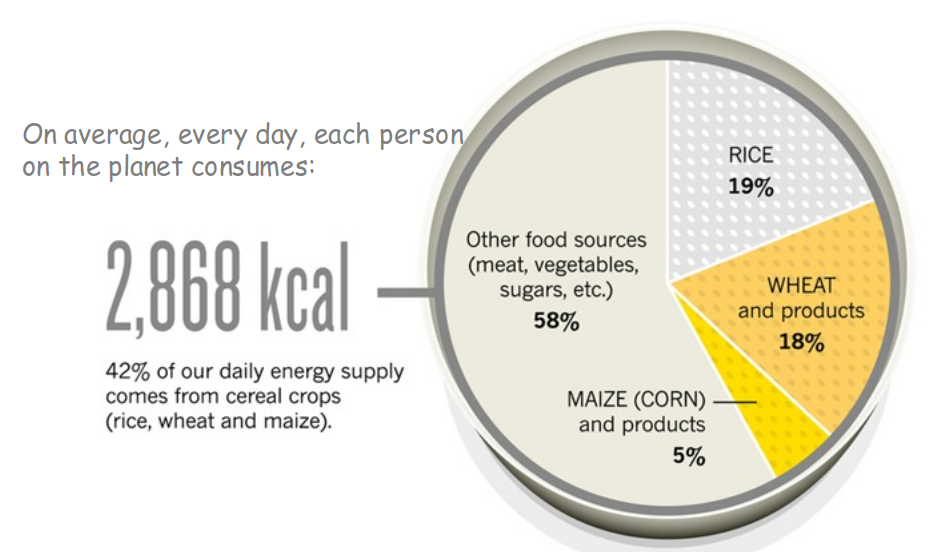 On average, every day, each person
on the planet consumes:
2,868 kcal
42% of our daily energy supply
comes from cereal crops
(rice, wheat and maize).
RICE
19%
WHEAT
and products
18%
Other food sources
(meat, vegetables,
sugars, etc.)
58%
MAIZE (CORN)
and products
5%